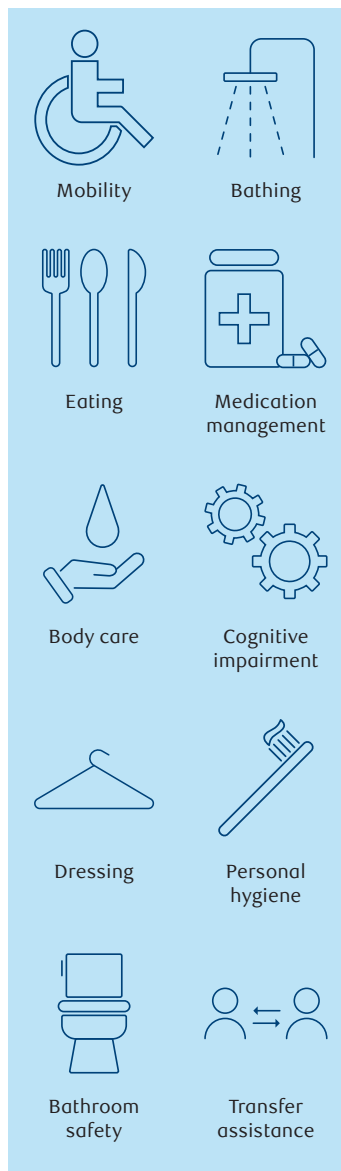 Mobility
Bathing
Eating
Medication
management
Body care
Cognitive
impairment
Dressing
Personal
hygiene
Bathroom
safety
Transfer
assistance